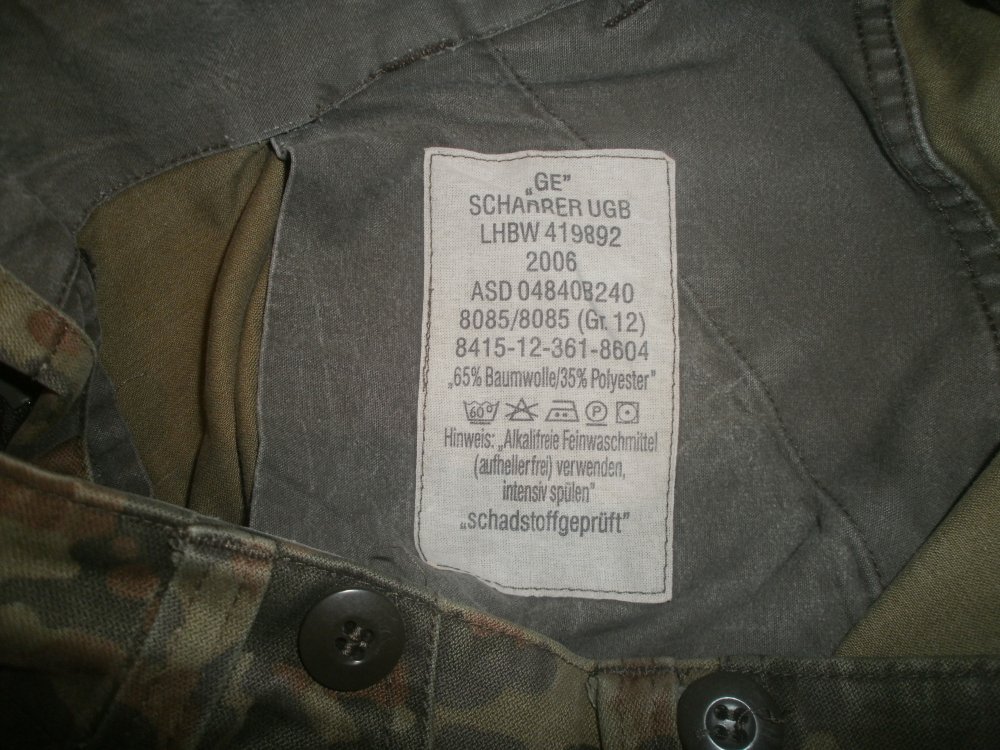 „GE”
SCHARRER UGB
LHBW 419892
2006
ASD 04840B240
8085/8085 (Gr. 12)
8415-12-361-8604
„65% Baumwolle/35% Polyester"
60°
P
Hinweis: „Alkalifreie Feinwaschmittel
(aufhellerfrei) verwenden,
intensiv spülen"
„schadstoffgeprüft"